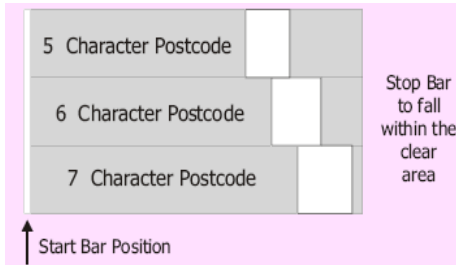 5 Character Postcode
6 Character Postcode
7 Character Postcode
Stop Bar
to fall
within the
clear
area
Start Bar Position